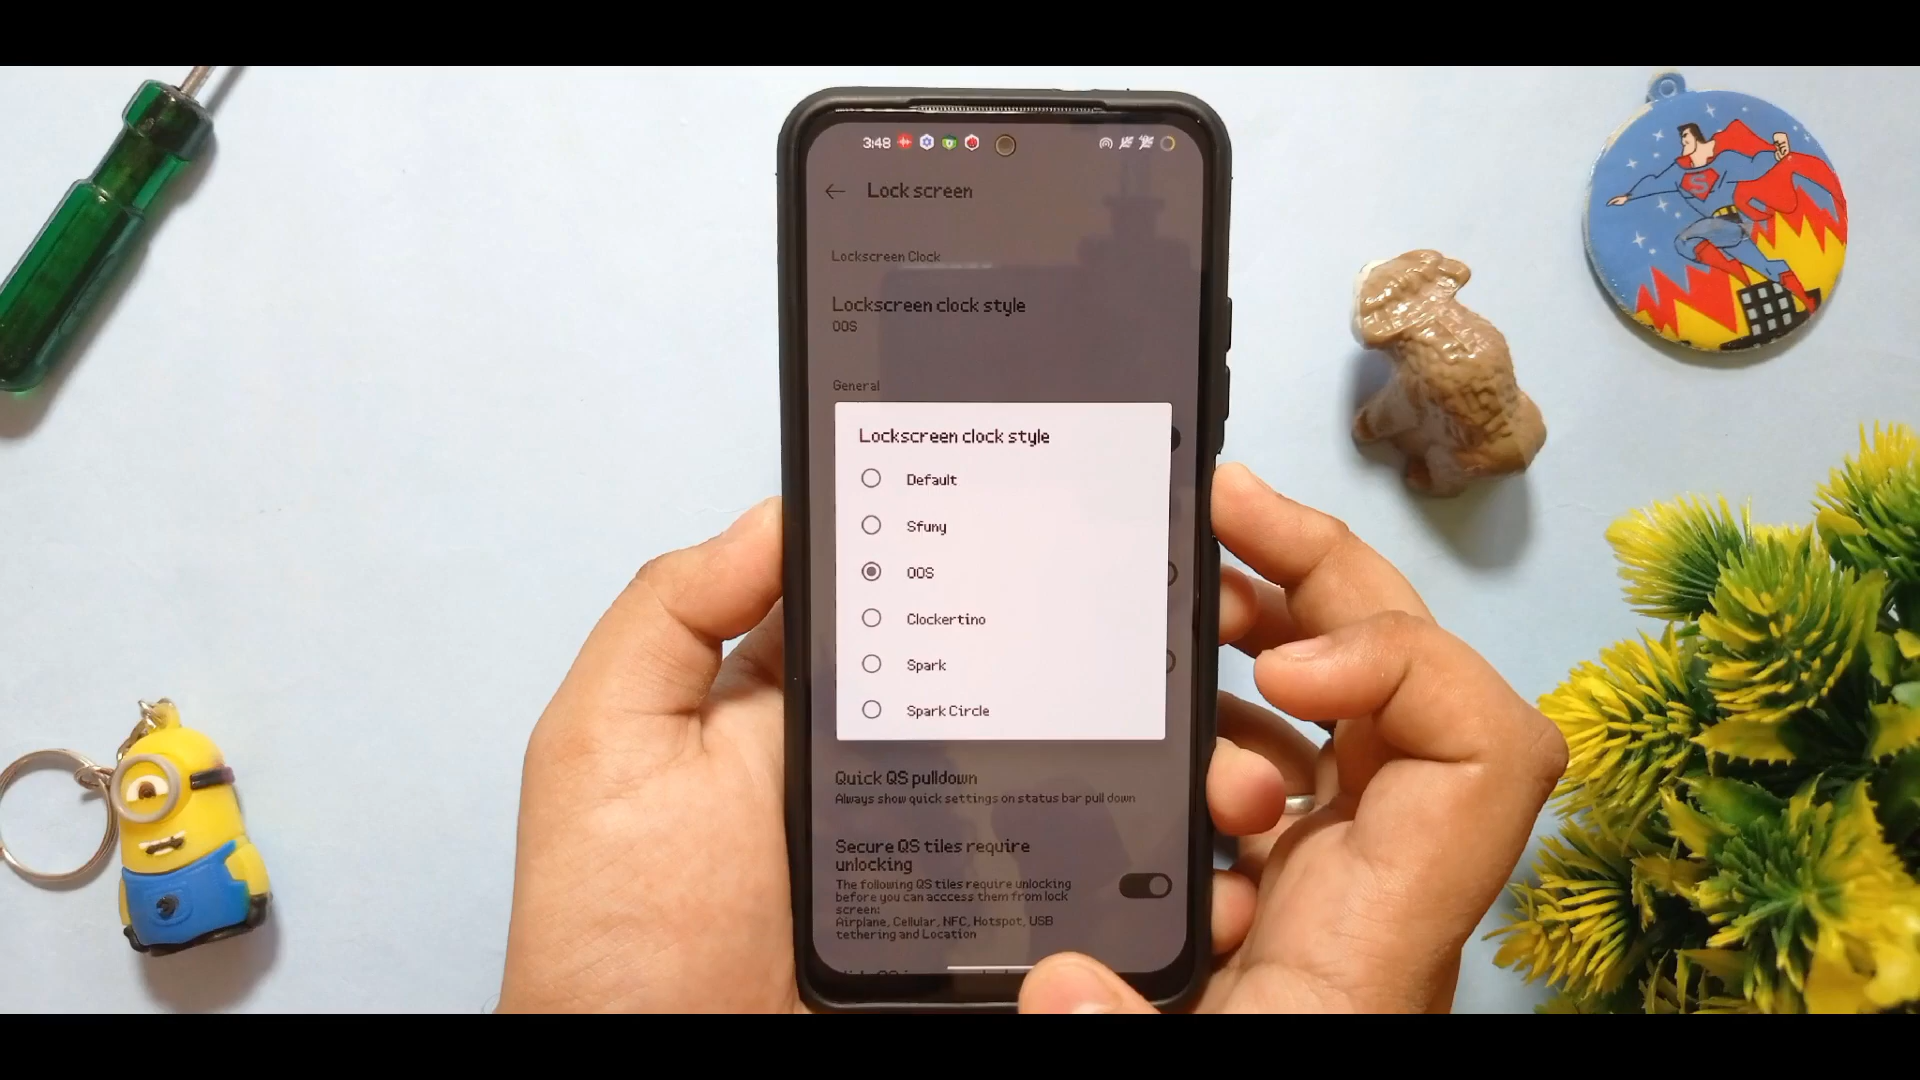 3:48
Lock screen
Lockscreen Clock
Lockscreen clock style
OOS
General
Lockscreen clock style
Default
Sfuny
OOS
Clockertino
Spark
Spark Circle
Quick QS pulldown
Always show quick settings on status bar pull down
Secure QS tiles require
unlocking
The following QS tiles require unlocking
before you can acccess them from lock
screen:
Airplane, Cellular, NFC, Hotspot, USB
tethering and Location
S